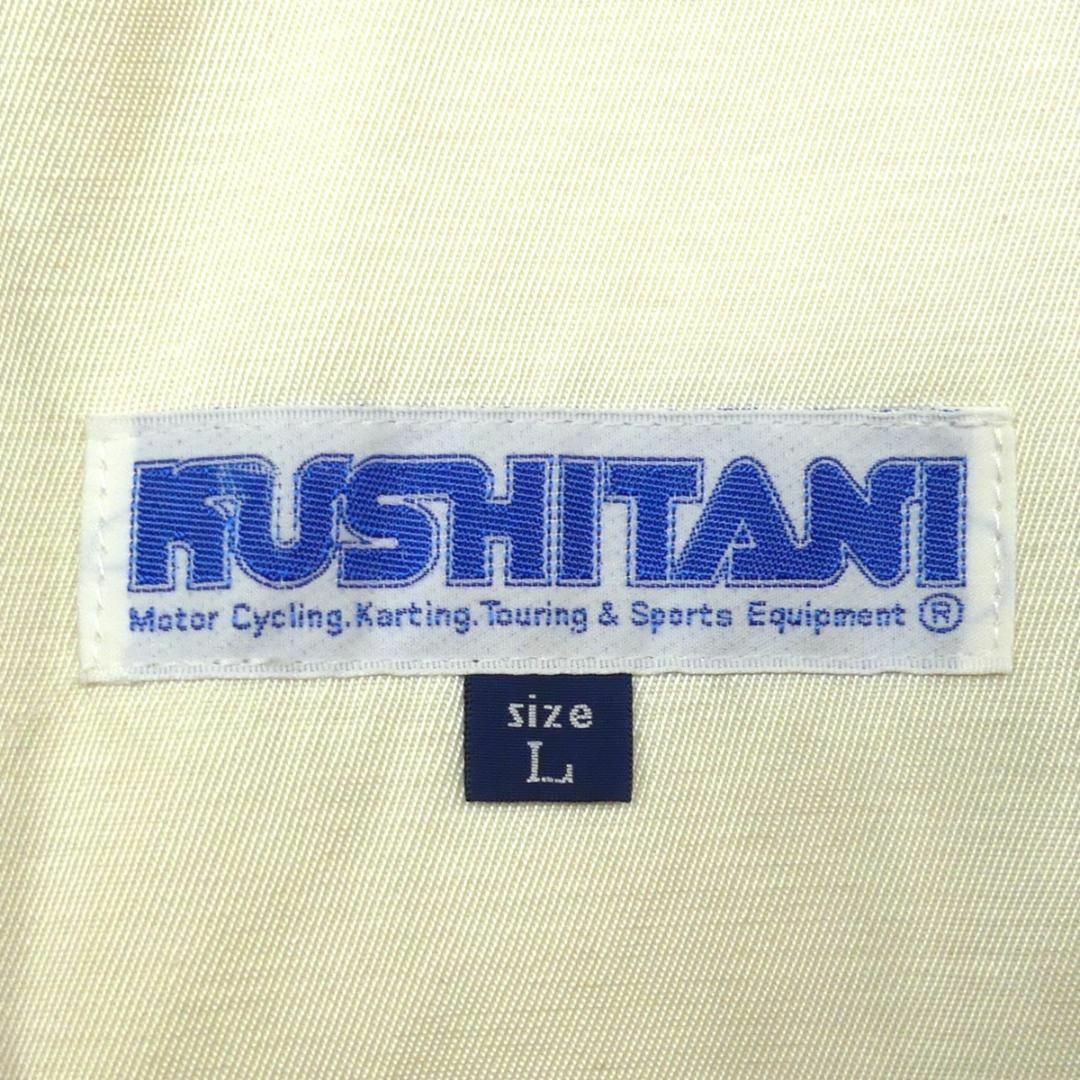 KUSHITANI
Motor Cycling.Karting.Touring & Sports Equipment ®
size
L